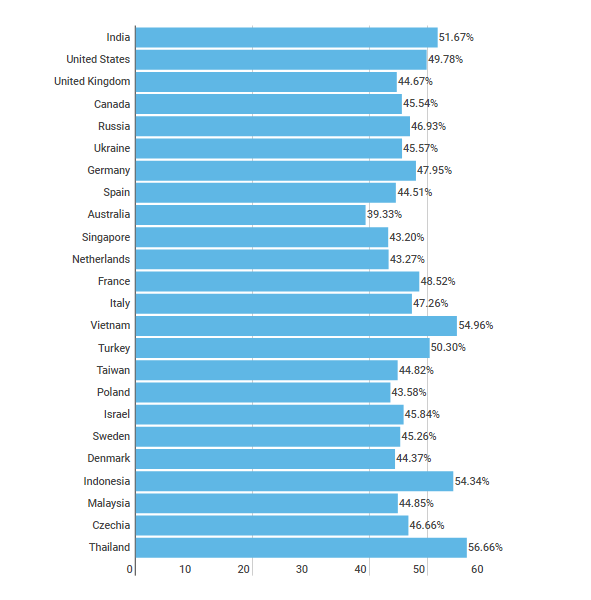 India 51.67%
United States 49.78%
United Kingdom 44.67%
Canada 45.54%
Russia 46.93%
Ukraine 45.57%
Germany 47.95%
Spain 44.51%
Australia 39.33%
Singapore 43.20%
Netherlands 43.27%
France 48.52%
Italy 47.26%
Vietnam 54.96%
Turkey 50.30%
Taiwan 44.82%
Poland 43.58%
Israel 45.84%
Sweden 45.26%
Denmark 44.37%
Indonesia 54.34%
Malaysia 44.85%
Czechia 46.66%
Thailand 56.66%
0 10 20 30 40 50 60